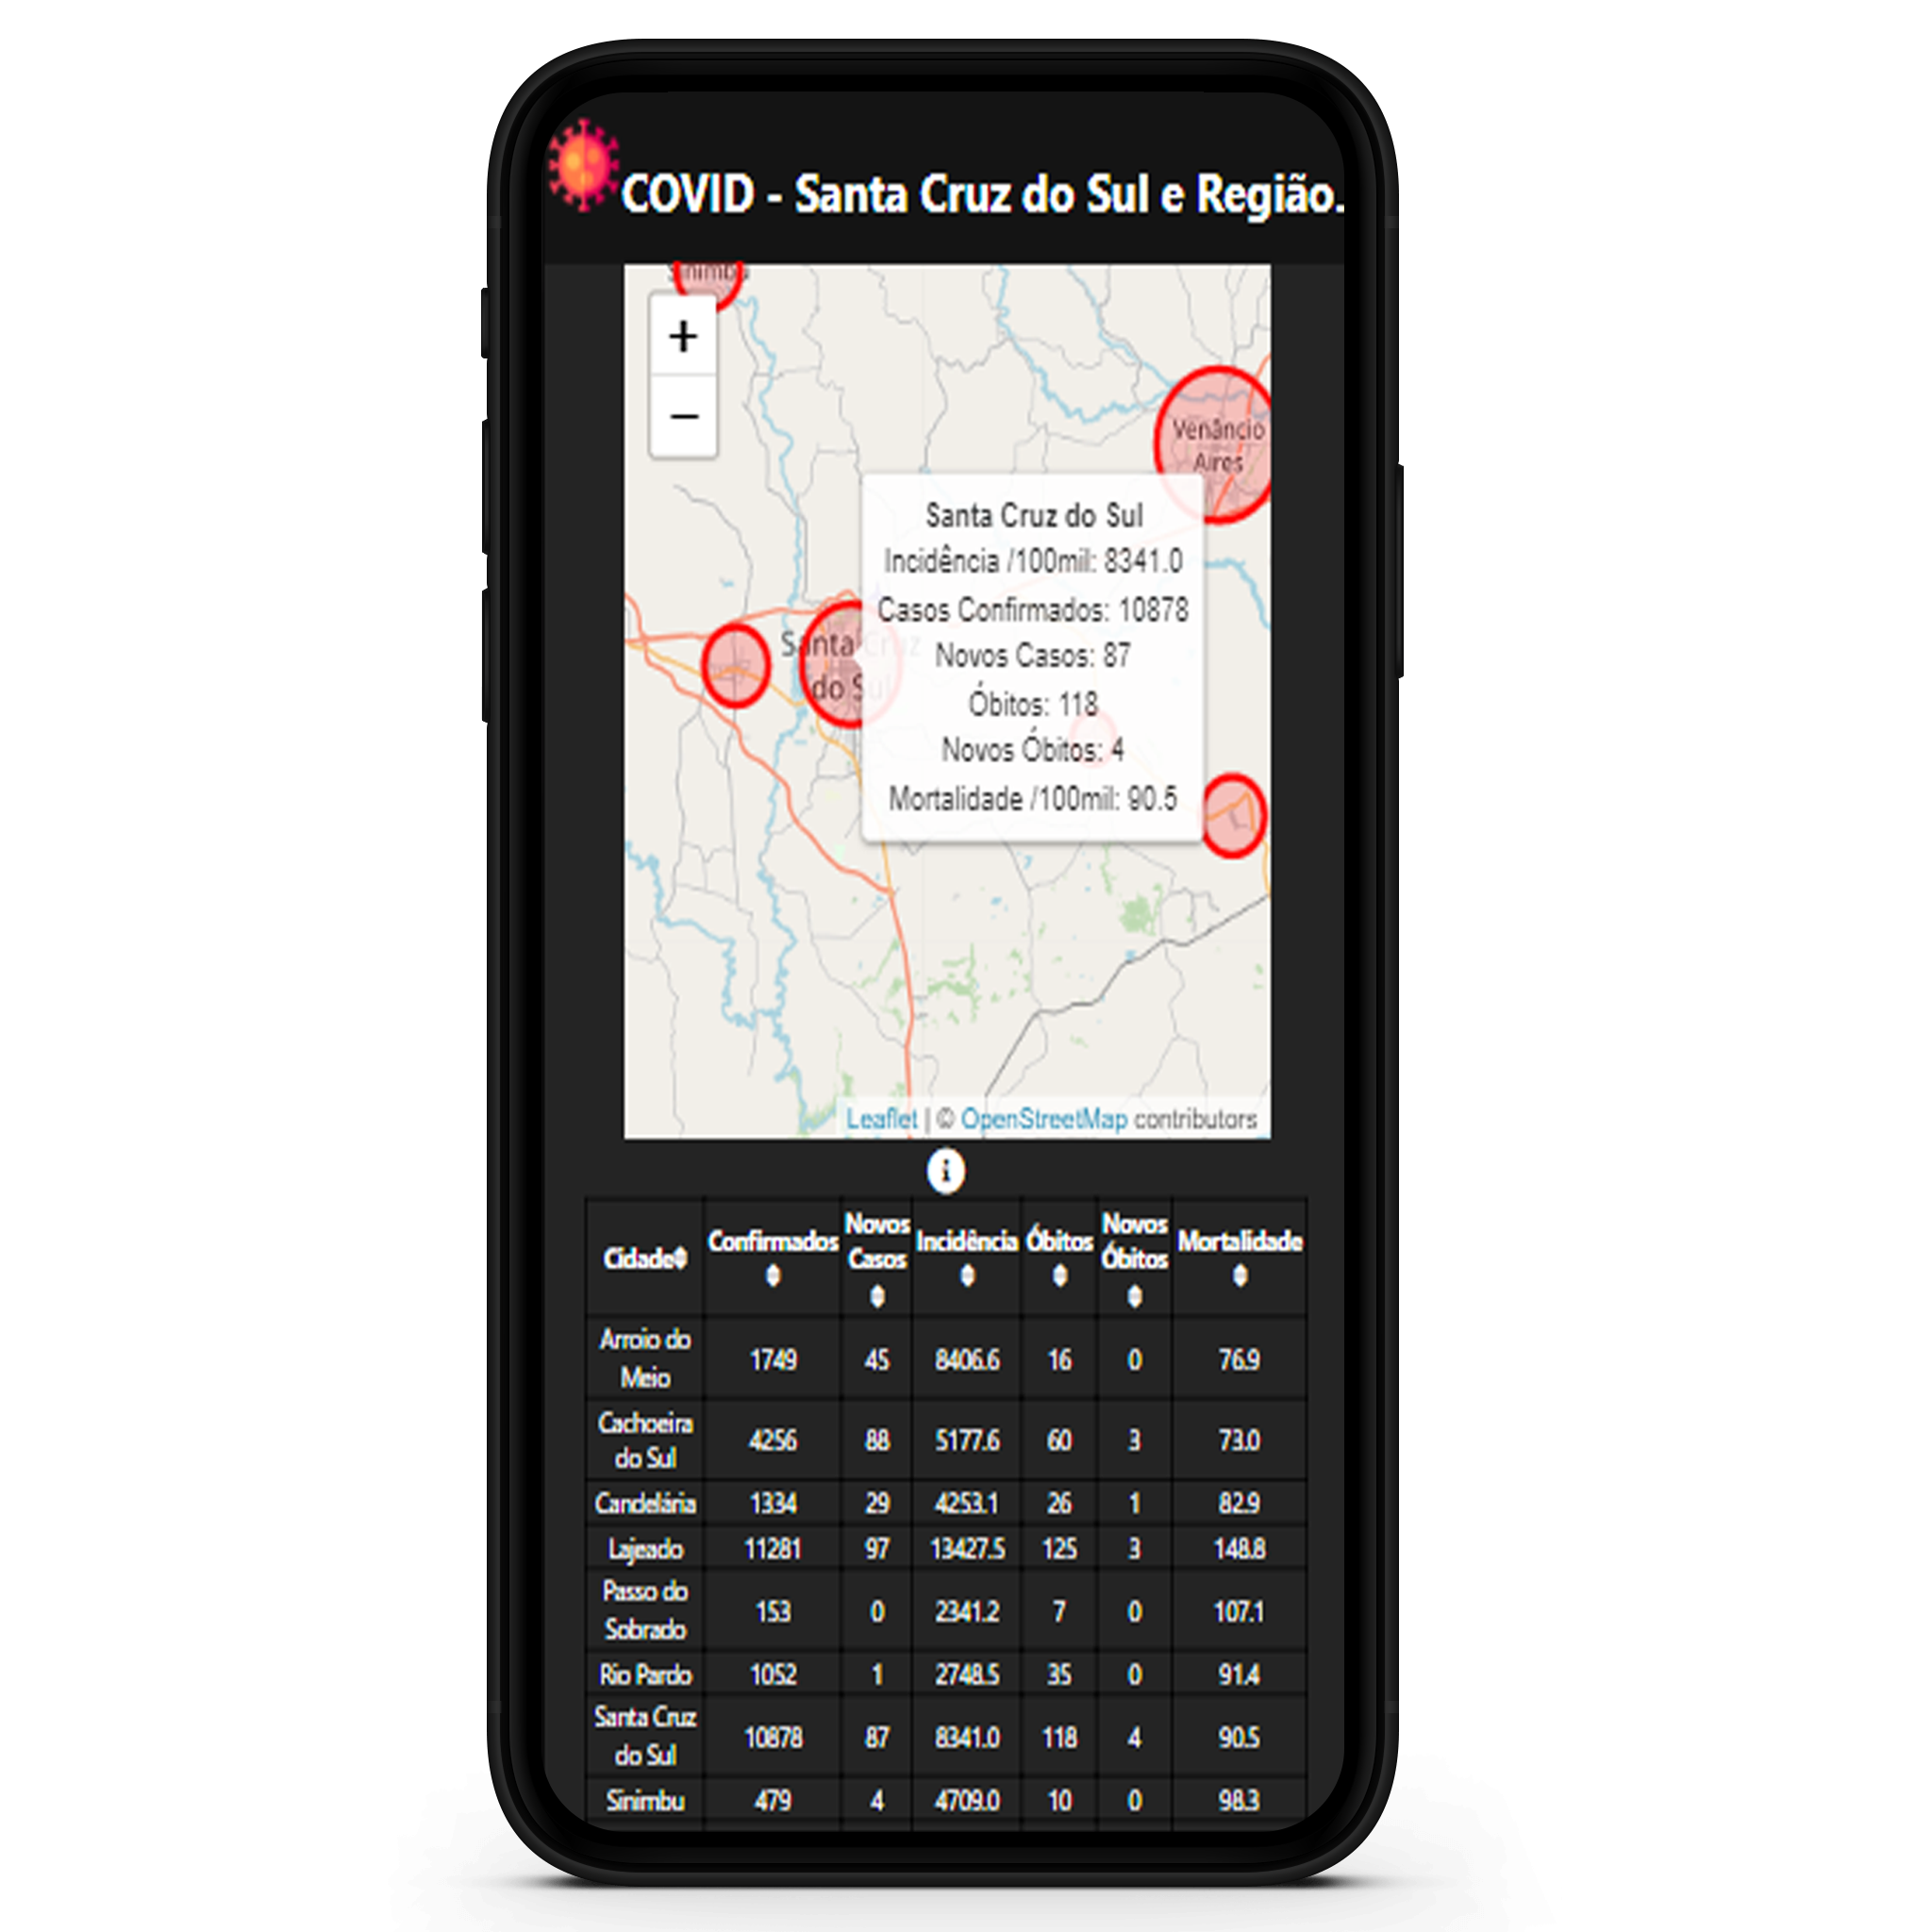 COVID - Santa Cruz do Sul e Região.
Sinimbu
+
−
Venâncio
Aires
Santa Cruz
do Sul
Santa Cruz do Sul
Incidência /100mil: 8341.0
Casos Confirmados: 10878
Novos Casos: 87
Óbitos: 118
Novos Óbitos: 4
Mortalidade /100mil: 90.5
Leaflet | © OpenStreetMap contributors
i
Cidade Confirmados Novos Casos Incidência Óbitos Novos Óbitos Mortalidade
Arroio do Meio 1749 45 8406.6 16 0 76.9
Cachoeira do Sul 4256 88 5177.6 60 3 73.0
Candelária 1334 29 4253.1 26 1 82.9
Lajeado 11281 97 13427.5 125 3 148.8
Passo do Sobrado 153 0 2341.2 7 0 107.1
Rio Pardo 1052 1 2748.5 35 0 91.4
Santa Cruz do Sul 10878 87 8341.0 118 4 90.5
Sinimbu 479 4 4709.0 10 0 98.3